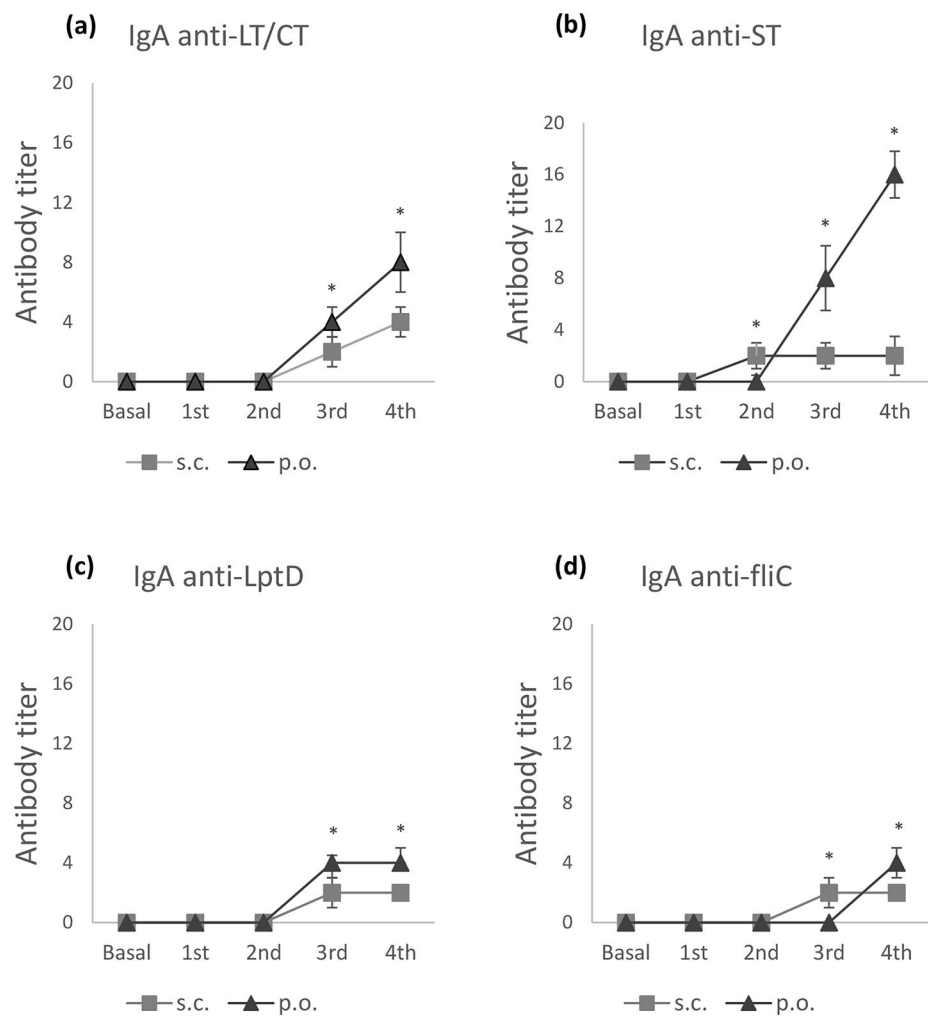 (a) IgA anti-LT/CT
Antibody titer
20
16
12
8
4
0
* *
Basal 1st 2nd 3rd 4th
s.c. p.o.
(b) IgA anti-ST
Antibody titer
20
16
12
8
4
0
* * *
Basal 1st 2nd 3rd 4th
s.c. p.o.
(c) IgA anti-LptD
Antibody titer
20
16
12
8
4
0
* *
Basal 1st 2nd 3rd 4th
s.c. p.o.
(d) IgA anti-fliC
Antibody titer
20
16
12
8
4
0
* *
Basal 1st 2nd 3rd 4th
s.c. p.o.